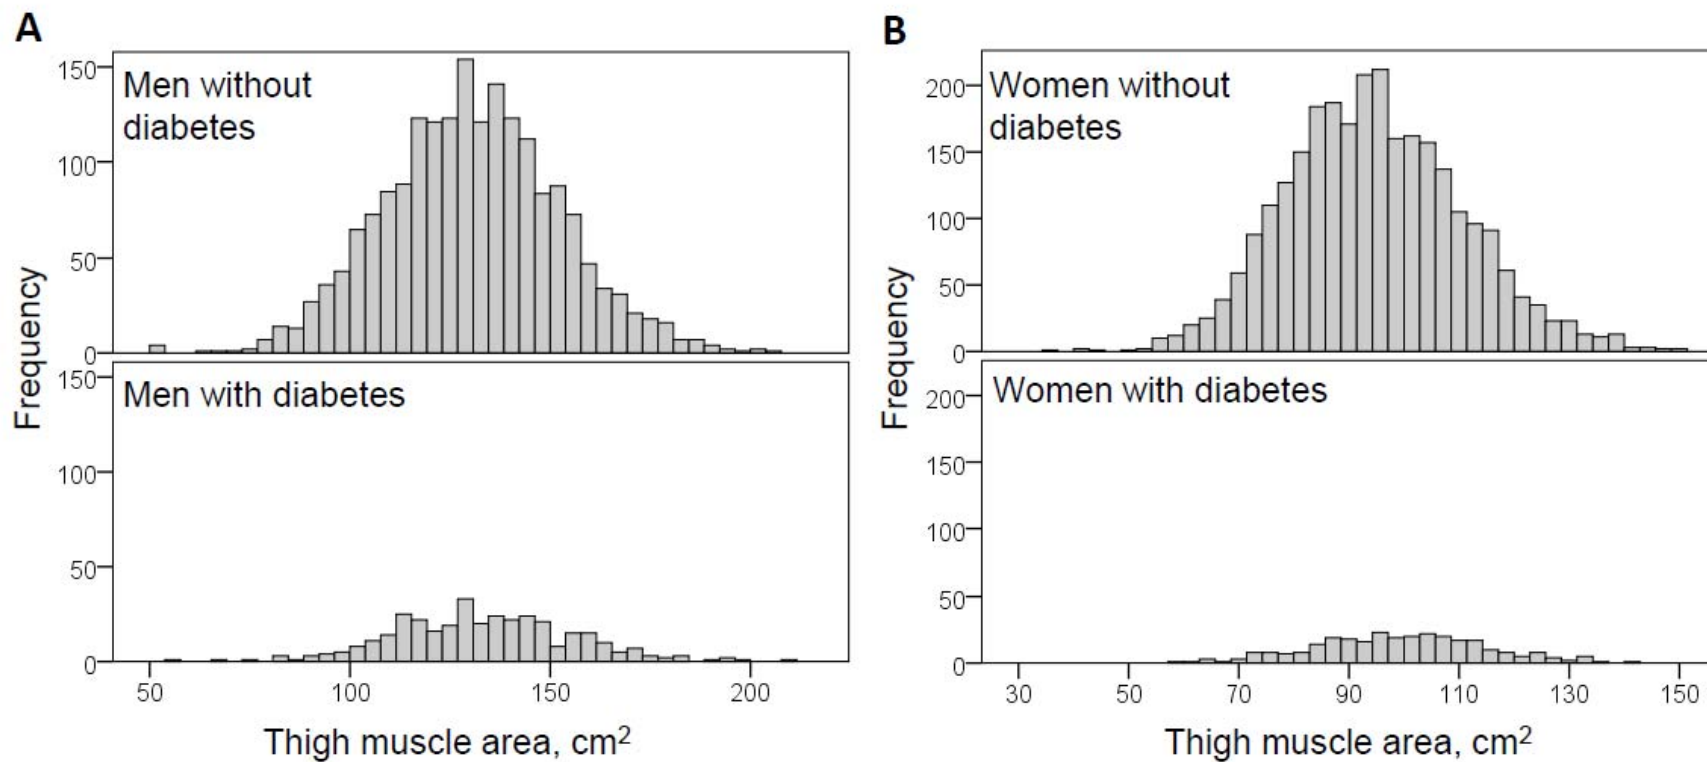 A
Men without
diabetes
150
100
50
0
Men with diabetes
150
100
50
0
50 100 150 200
Frequency
Thigh muscle area, cm²
B
Women without
diabetes
200
150
100
50
0
Women with diabetes
200
150
100
50
0
30 50 70 90 110 130 150
Frequency
Thigh muscle area, cm²